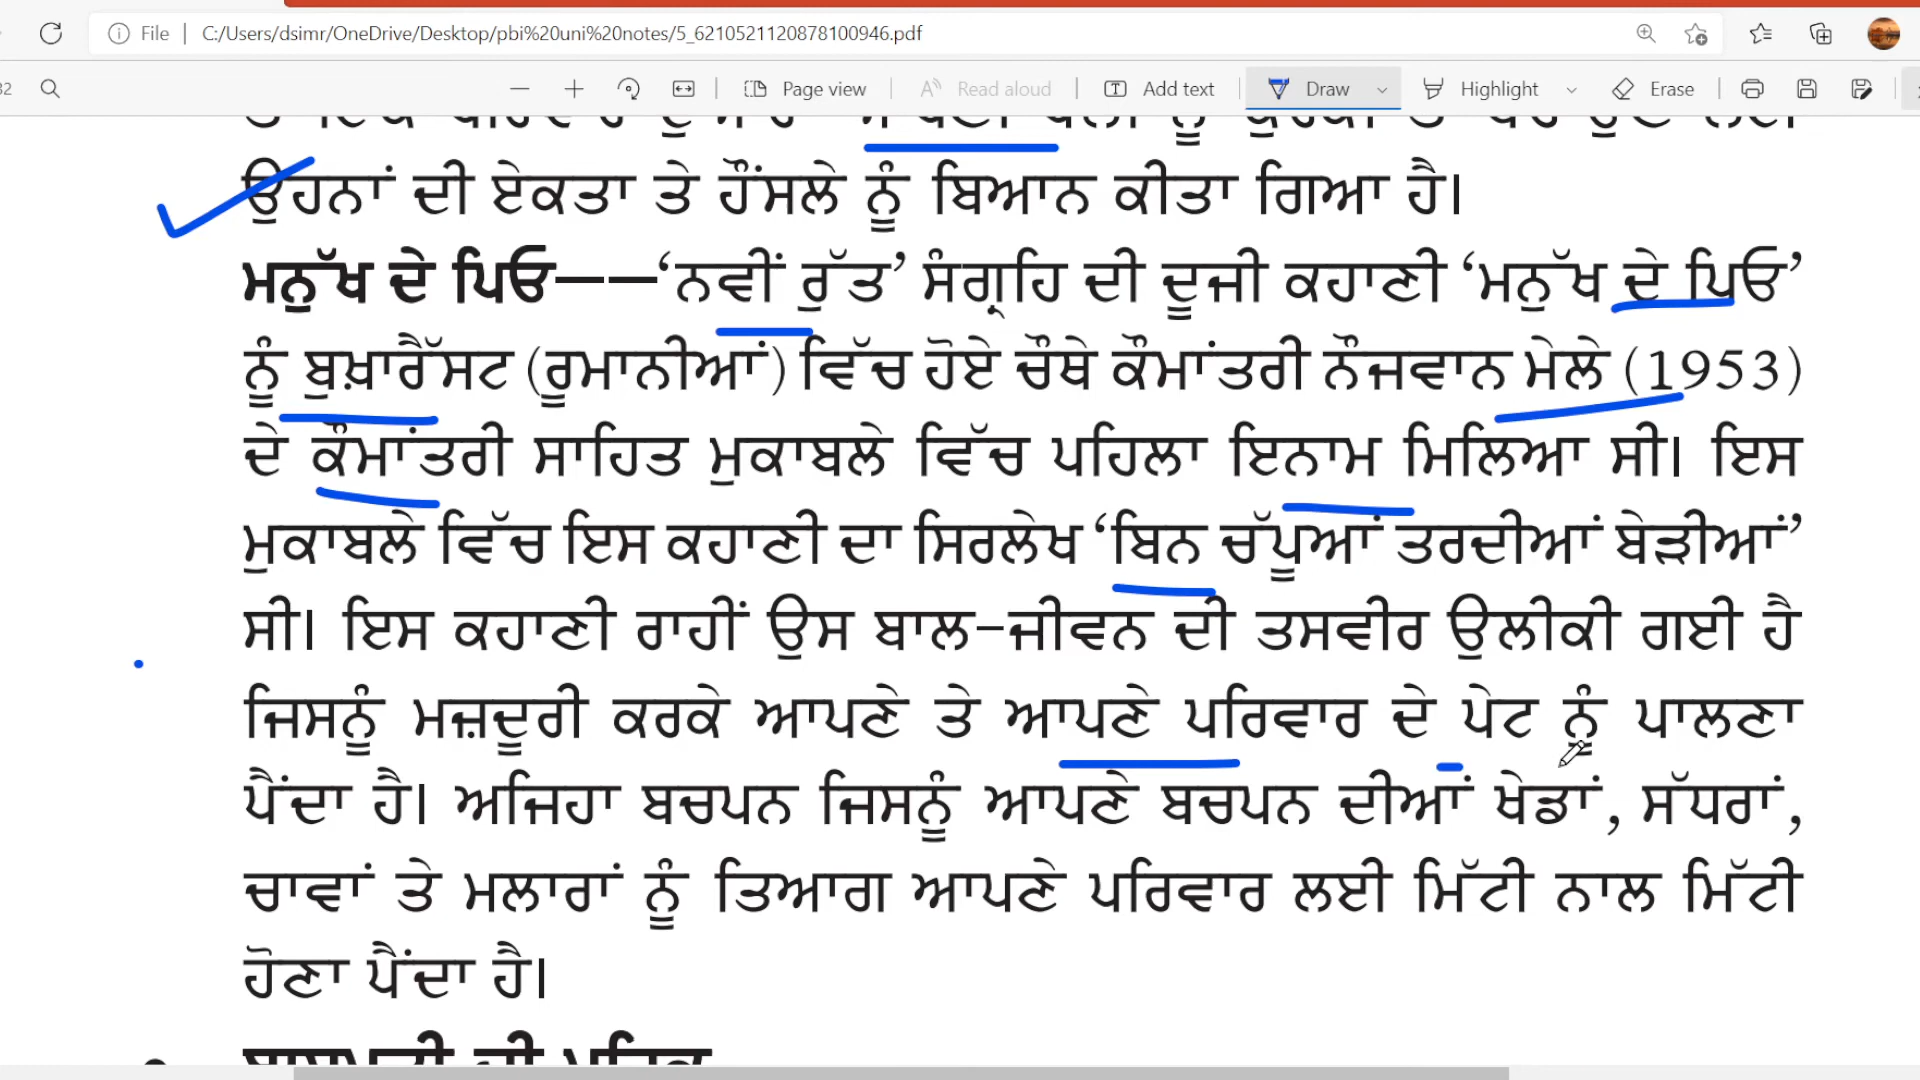 File | C:/Users/dsimr/OneDrive/Desktop/pbi%20uni%20notes/5_6210521120878100946.pdf
Page view Read aloud Add text Draw Highlight Erase
ਉਹਨਾਂ ਦੀ ਏਕਤਾ ਤੇ ਹੌਂਸਲੇ ਨੂੰ ਬਿਆਨ ਕੀਤਾ ਗਿਆ ਹੈ।
ਮਨੁੱਖ ਦੇ ਪਿਓ——‘ਨਵੀਂ ਰੁੱਤ’ ਸੰਗ੍ਰਹਿ ਦੀ ਦੂਜੀ ਕਹਾਣੀ ‘ਮਨੁੱਖ ਦੇ ਪਿਓ’
ਨੂੰ ਬੁਖ਼ਾਰੈੱਸਟ (ਰੂਮਾਨੀਆਂ) ਵਿੱਚ ਹੋਏ ਚੌਥੇ ਕੌਮਾਂਤਰੀ ਨੌਜਵਾਨ ਮੇਲੇ (1953)
ਦੇ ਕੌਮਾਂਤਰੀ ਸਾਹਿਤ ਮੁਕਾਬਲੇ ਵਿੱਚ ਪਹਿਲਾ ਇਨਾਮ ਮਿਲਿਆ ਸੀ। ਇਸ
ਮੁਕਾਬਲੇ ਵਿੱਚ ਇਸ ਕਹਾਣੀ ਦਾ ਸਿਰਲੇਖ ‘ਬਿਨ ਚੱਪੂਆਂ ਤਰਦੀਆਂ ਬੇੜੀਆਂ’
ਸੀ। ਇਸ ਕਹਾਣੀ ਰਾਹੀਂ ਉਸ ਬਾਲ-ਜੀਵਨ ਦੀ ਤਸਵੀਰ ਉਲੀਕੀ ਗਈ ਹੈ
ਜਿਸਨੂੰ ਮਜ਼ਦੂਰੀ ਕਰਕੇ ਆਪਣੇ ਤੇ ਆਪਣੇ ਪਰਿਵਾਰ ਦੇ ਪੇਟ ਨੂੰ ਪਾਲਣਾ
ਪੈਂਦਾ ਹੈ। ਅਜਿਹਾ ਬਚਪਨ ਜਿਸਨੂੰ ਆਪਣੇ ਬਚਪਨ ਦੀਆਂ ਖੇਡਾਂ, ਸੱਧਰਾਂ,
ਚਾਵਾਂ ਤੇ ਮਲਾਰਾਂ ਨੂੰ ਤਿਆਗ ਆਪਣੇ ਪਰਿਵਾਰ ਲਈ ਮਿੱਟੀ ਨਾਲ ਮਿੱਟੀ
ਹੋਣਾ ਪੈਂਦਾ ਹੈ।